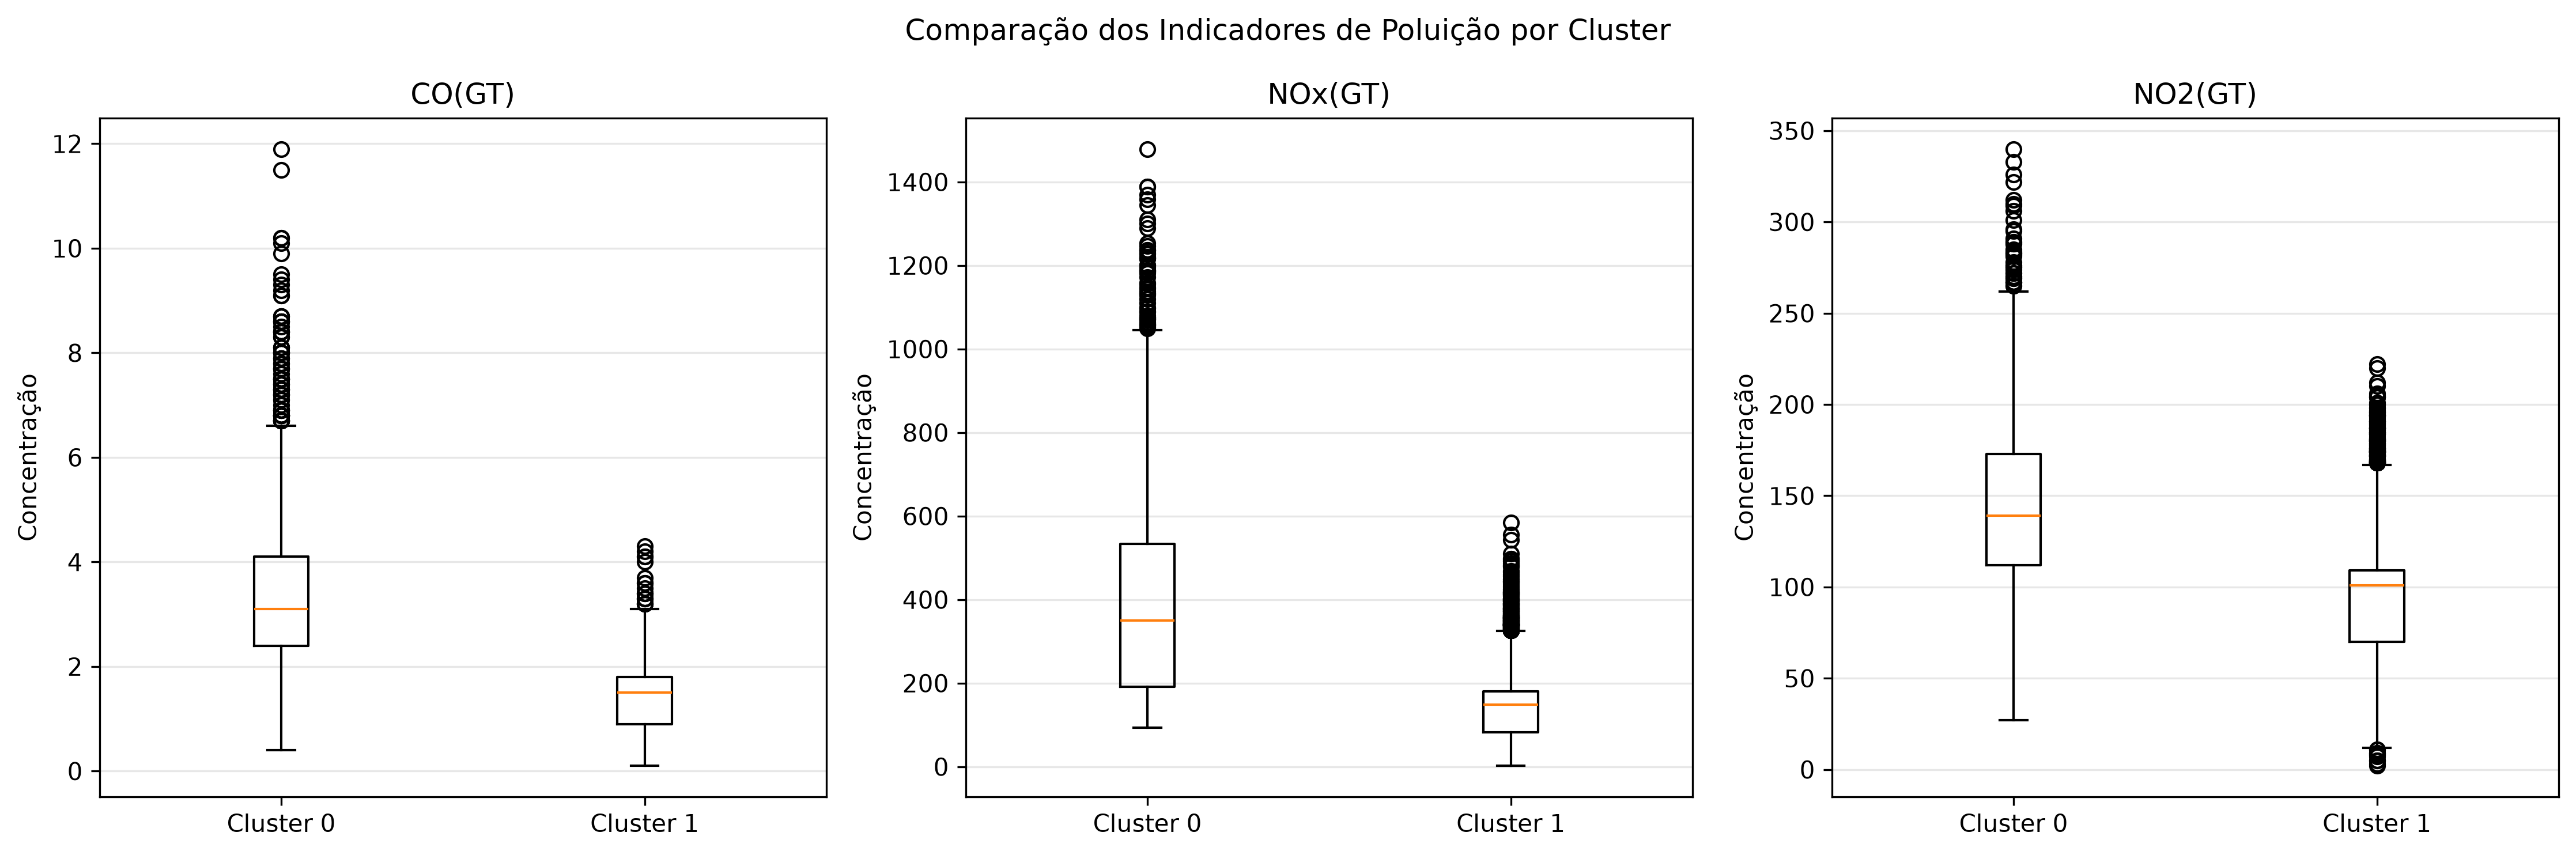 Comparação dos Indicadores de Poluição por Cluster
CO(GT)
Concentração
12
10
8
6
4
2
0
Cluster 0
Cluster 1
NOx(GT)
Concentração
1400
1200
1000
800
600
400
200
0
Cluster 0
Cluster 1
NO2(GT)
Concentração
350
300
250
200
150
100
50
0
Cluster 0
Cluster 1